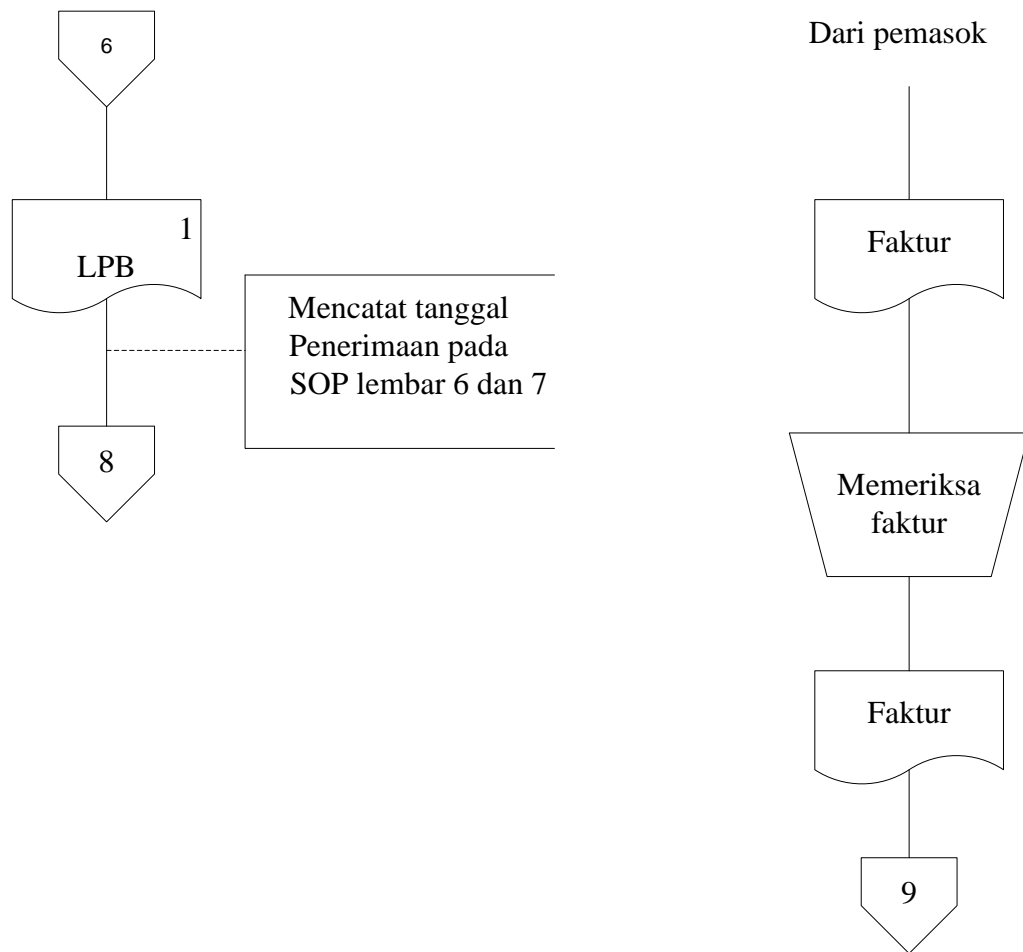 6
1
LPB
Mencatat tanggal
Penerimaan pada
SOP lembar 6 dan 7
8
Dari pemasok
Faktur
Memeriksa
faktur
Faktur
9